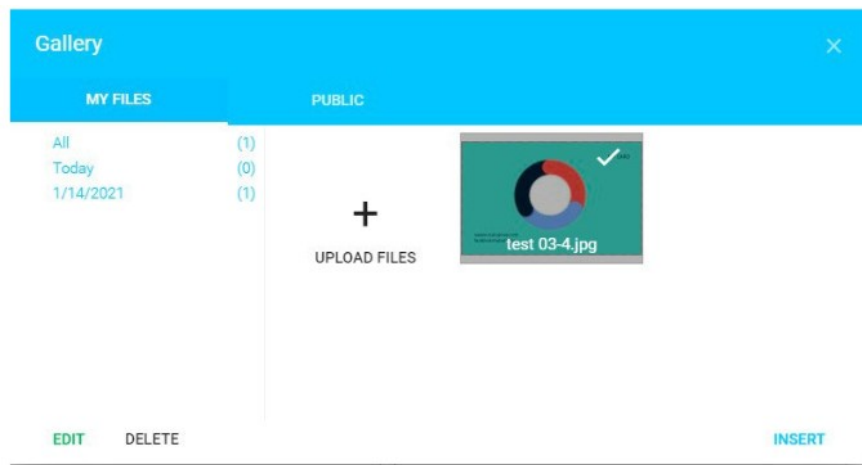 Gallery
×
MY FILES
PUBLIC
All (1)
Today (0)
1/14/2021 (1)
+
UPLOAD FILES
test 03-4.jpg
EDIT
DELETE
INSERT